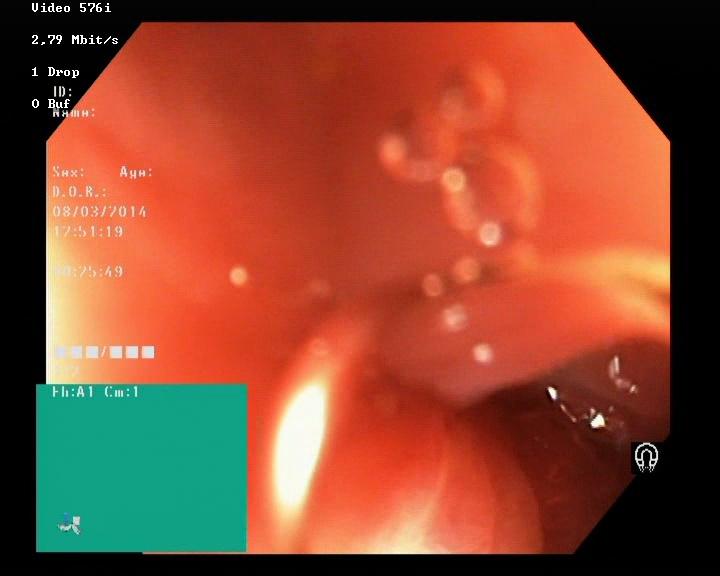 Video 576i
2,79 Mbit/s
1 Drop
ID:
0 Buf
Name:
Sex: Age:
D.O.B.:
08/03/2014
17:51:19
00:25:49
Eh:A1 Cm:1